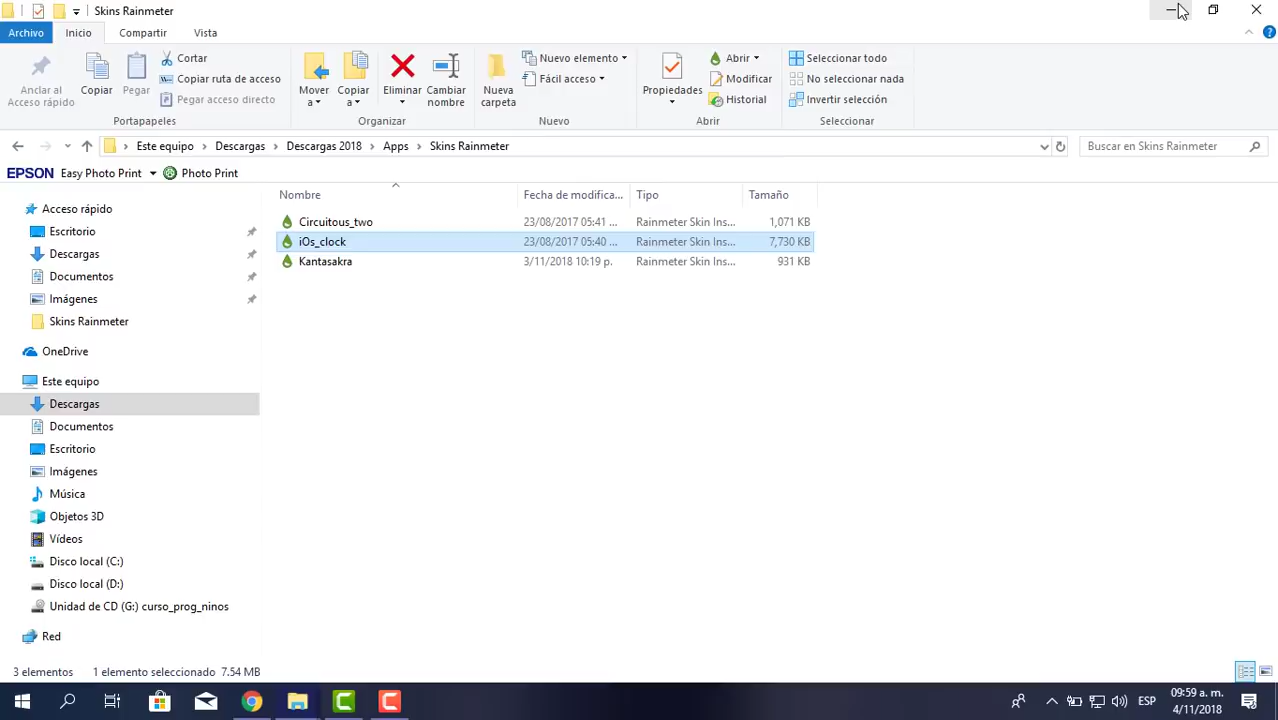 Skins Rainmeter
Archivo Inicio Compartir Vista
Anclar al Acceso rápido
Copiar
Pegar
Cortar
Copiar ruta de acceso
Pegar acceso directo
Portapapeles
Mover a
Copiar a
Eliminar
Cambiar nombre
Organizar
Nueva carpeta
Nuevo elemento
Fácil acceso
Nuevo
Propiedades
Abrir
Modificar
Historial
Abrir
Seleccionar todo
No seleccionar nada
Invertir selección
Seleccionar
Este equipo Descargas Descargas 2018 Apps Skins Rainmeter
Buscar en Skins Rainmeter
EPSON Easy Photo Print Photo Print
Nombre Fecha de modifica... Tipo Tamaño
Circuitous_two 23/08/2017 05:41 ... Rainmeter Skin Ins... 1,071 KB
iOs_clock 23/08/2017 05:40 ... Rainmeter Skin Ins... 7,730 KB
Kantasakra 3/11/2018 10:19 p. Rainmeter Skin Ins... 931 KB
Acceso rápido
Escritorio
Descargas
Documentos
Imágenes
Skins Rainmeter
OneDrive
Este equipo
Descargas
Documentos
Escritorio
Imágenes
Música
Objetos 3D
Vídeos
Disco local (C:)
Disco local (D:)
Unidad de CD (G:) curso_prog_ninos
Red
3 elementos 1 elemento seleccionado 7.54 MB
ESP
09:59 a. m.
4/11/2018